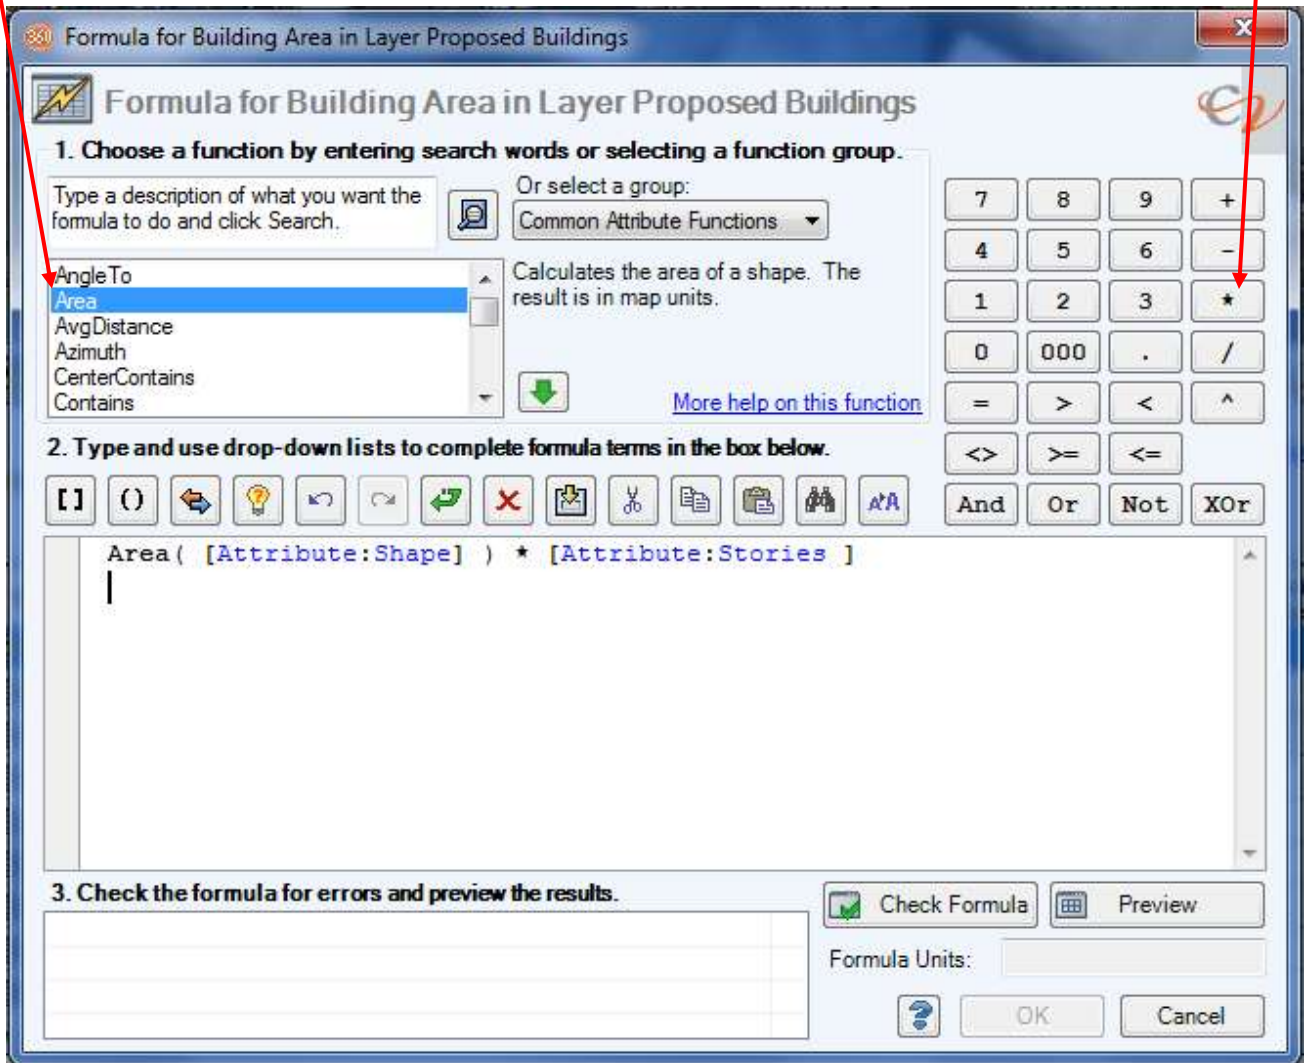 Formula for Building Area in Layer Proposed Buildings
Formula for Building Area in Layer Proposed Buildings
1. Choose a function by entering search words or selecting a function group.
Type a description of what you want the
formula to do and click Search.
Or select a group:
Common Attribute Functions
AngleTo
Area
AvgDistance
Azimuth
CenterContains
Contains
Calculates the area of a shape. The
result is in map units.
More help on this function
7 8 9 +
4 5 6 -
1 2 3 *
0 000 . /
= > < ^
<> >= <=
And Or Not XOr
2. Type and use drop-down lists to complete formula terms in the box below.
[] () A*A
Area( [Attribute:Shape] ) * [Attribute:Stories ]
3. Check the formula for errors and preview the results.
Check Formula Preview
Formula Units:
? OK Cancel